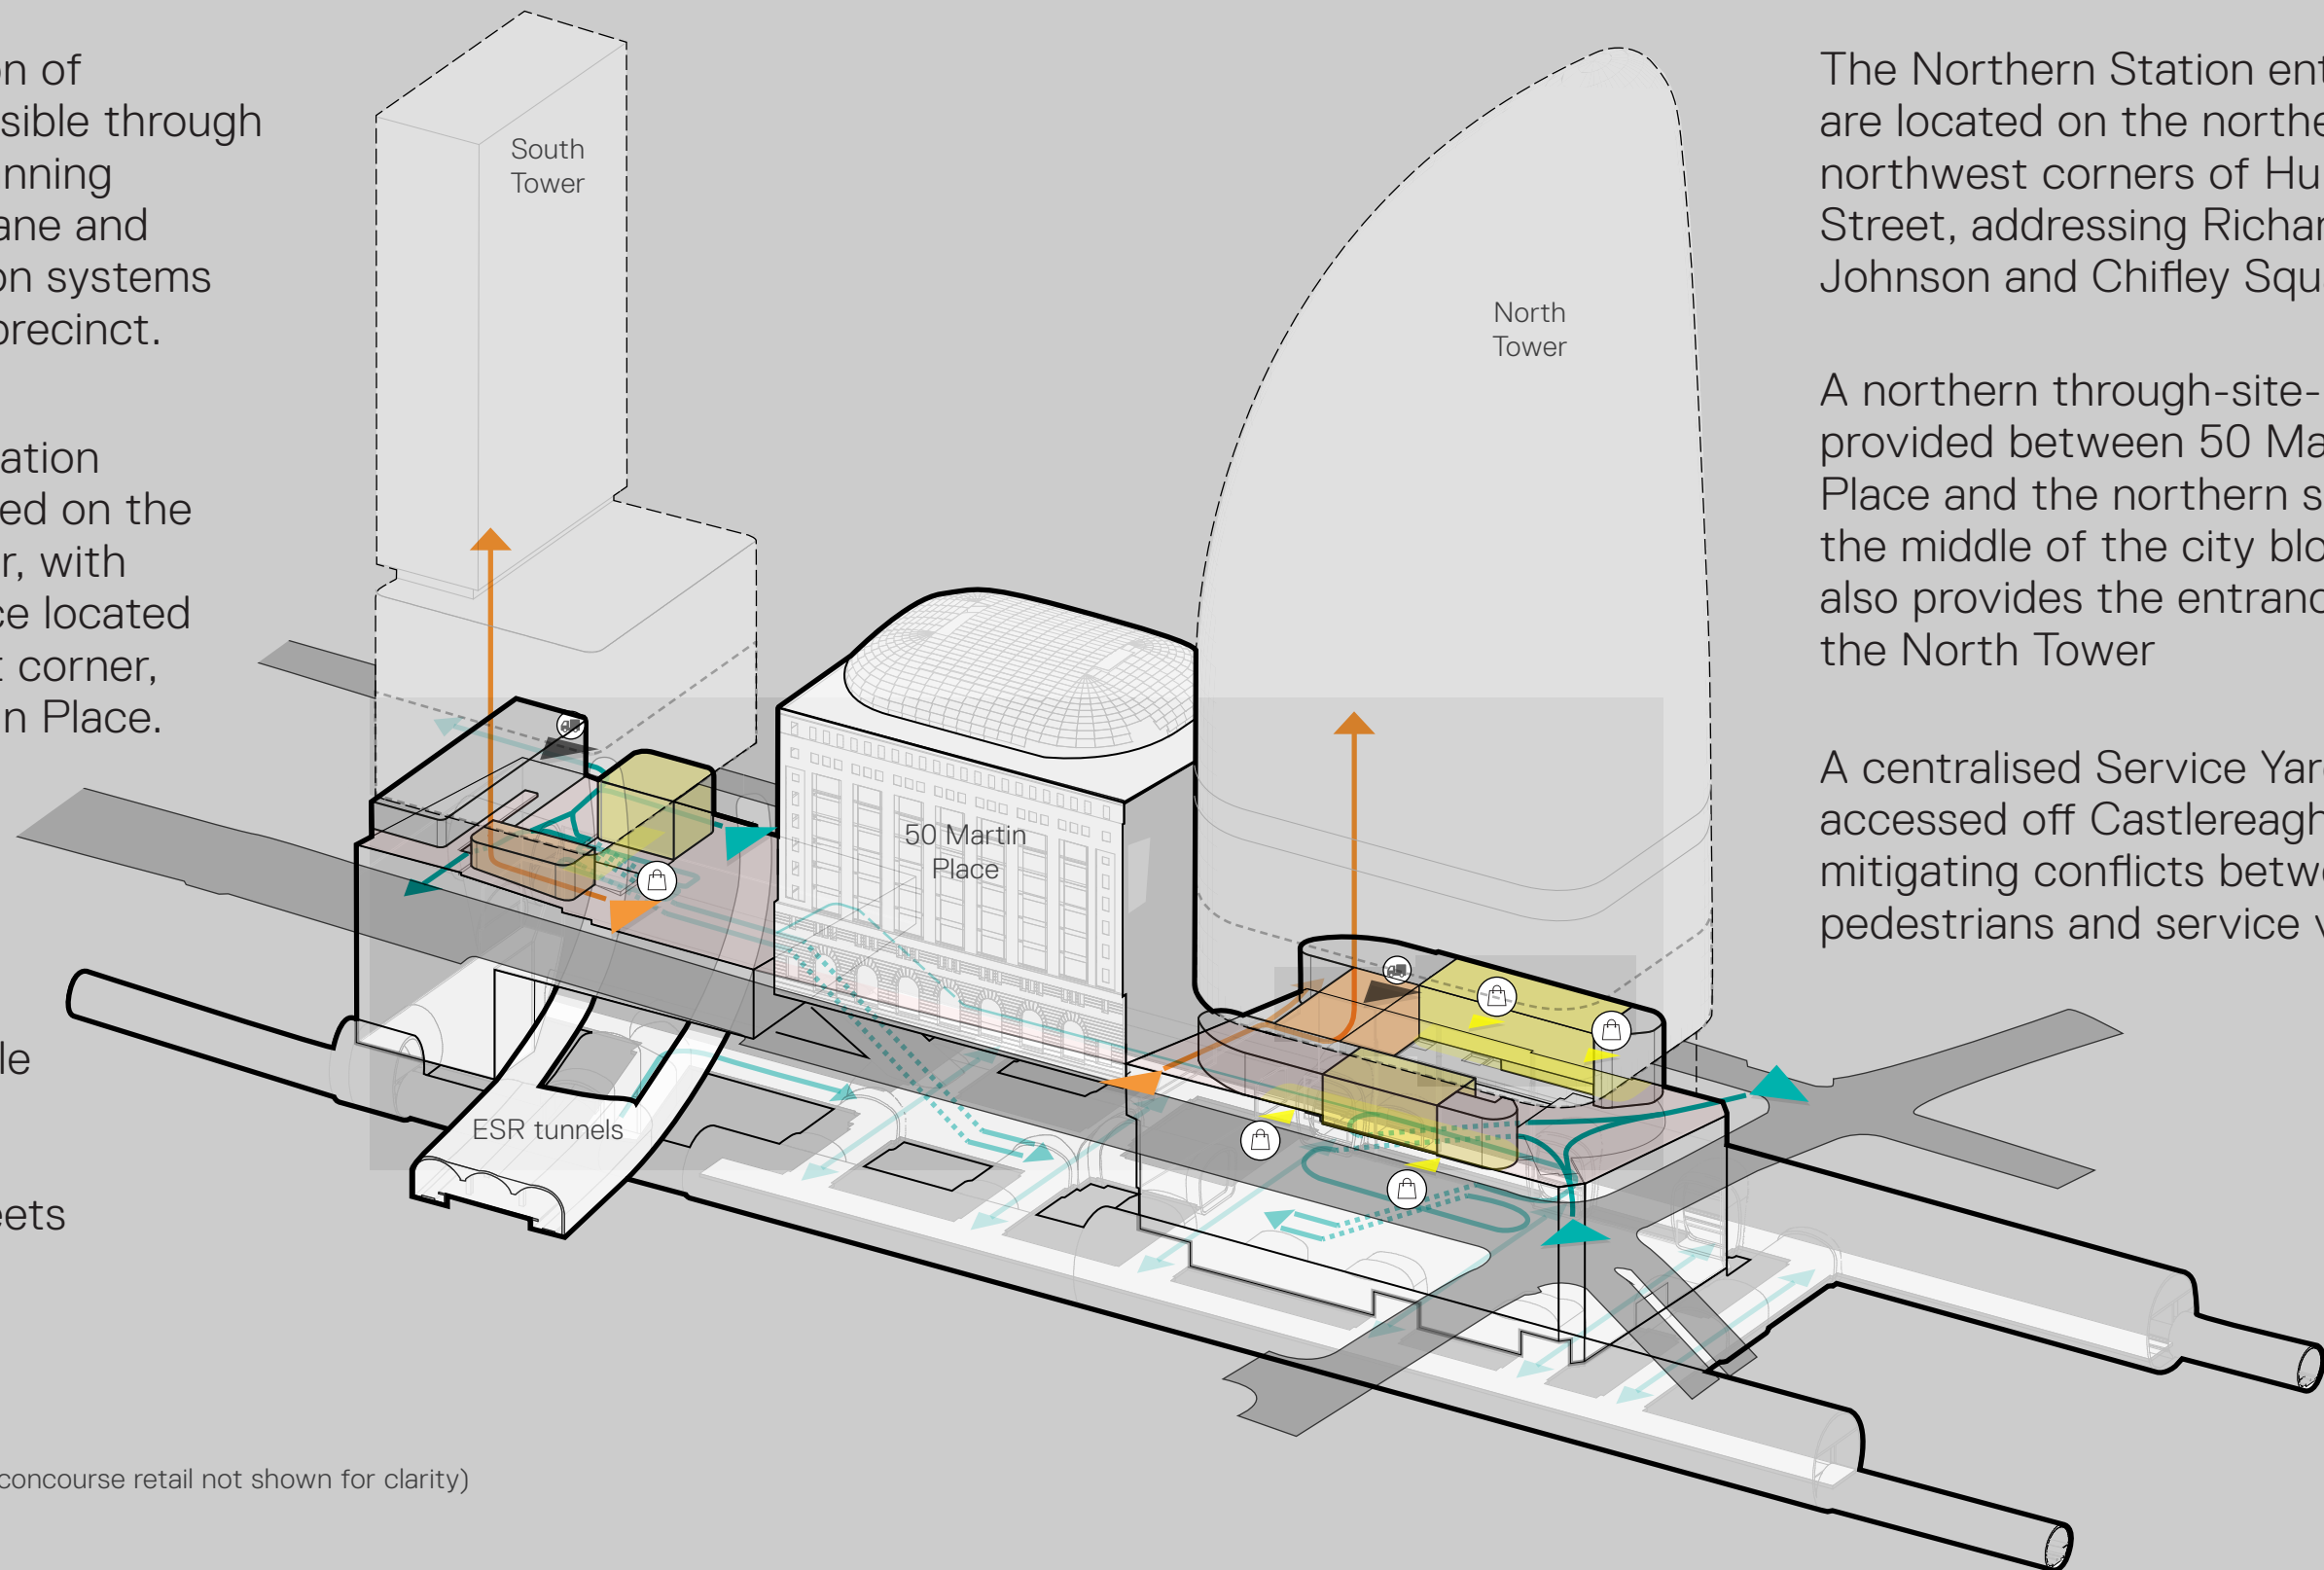 on of
sible through
anning
ane and
on systems
precinct.
ation
ed on the
r, with
ce located
t corner,
in Place.
le
eets
concourse retail not shown for clarity)
South
Tower
North
Tower
50 Martin
Place
ESR tunnels
The Northern Station ent
are located on the northe
northwest corners of Hu
Street, addressing Richar
Johnson and Chifley Squ
A northern through-site-
provided between 50 Ma
Place and the northern s
the middle of the city blo
also provides the entranc
the North Tower
A centralised Service Yar
accessed off Castlereagh
mitigating conflicts betwe
pedestrians and service v